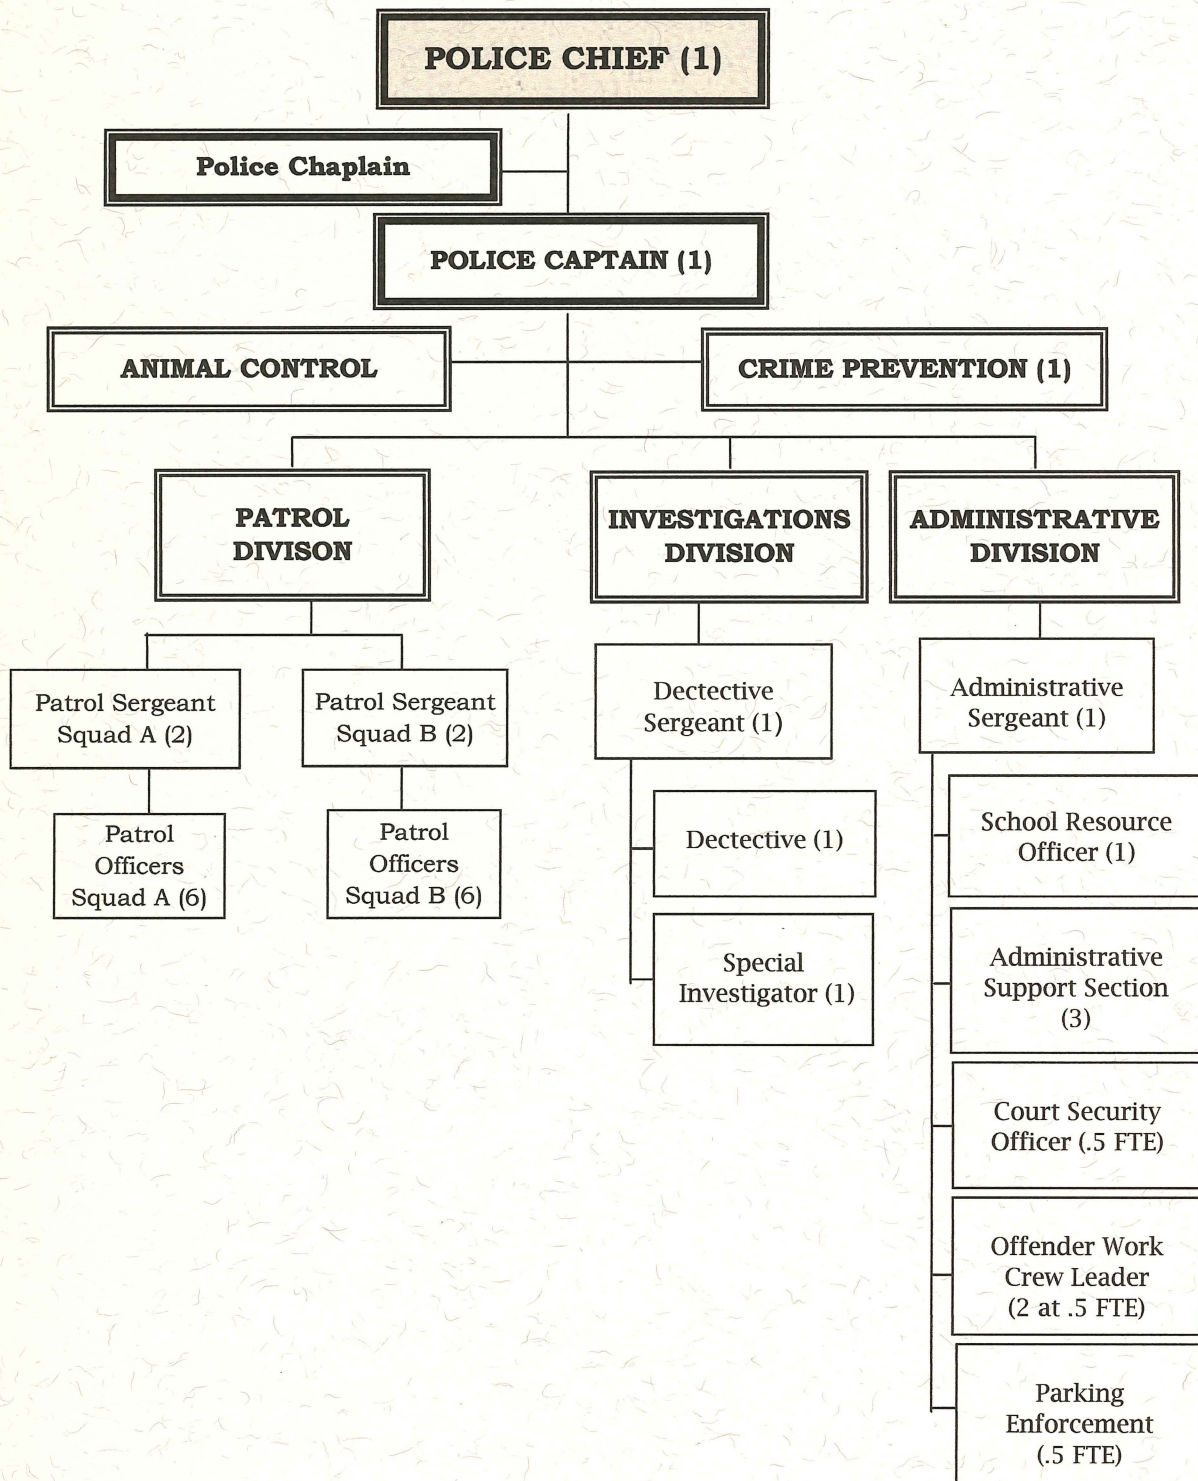 POLICE CHIEF (1)
Police Chaplain
POLICE CAPTAIN (1)
ANIMAL CONTROL
CRIME PREVENTION (1)
PATROL
DIVISON
INVESTIGATIONS
DIVISION
ADMINISTRATIVE
DIVISION
Patrol Sergeant
Squad A (2)
Patrol Sergeant
Squad B (2)
Dectective
Sergeant (1)
Administrative
Sergeant (1)
Patrol
Officers
Squad A (6)
Patrol
Officers
Squad B (6)
Dectective (1)
Special
Investigator (1)
School Resource
Officer (1)
Administrative
Support Section
(3)
Court Security
Officer (.5 FTE)
Offender Work
Crew Leader
(2 at .5 FTE)
Parking
Enforcement
(.5 FTE)